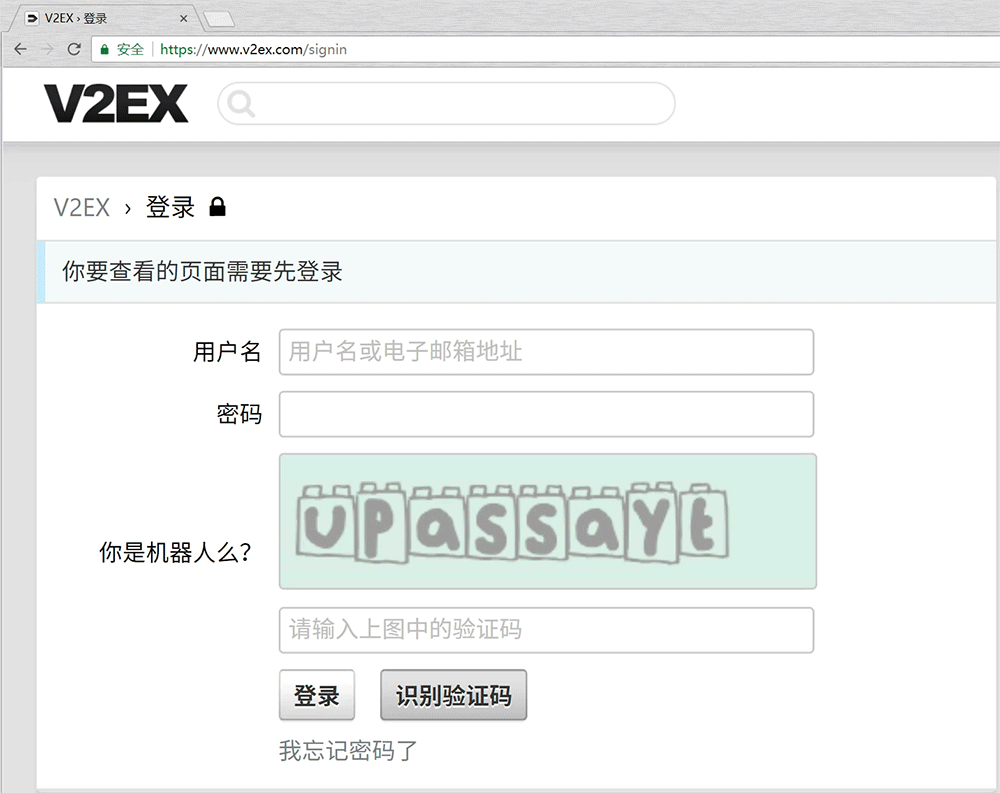 V2EX › 登录
安全 https://www.v2ex.com/signin
V2EX
V2EX › 登录
你要查看的页面需要先登录
用户名 用户名或电子邮箱地址
密码
UPassayt
你是机器人么?
请输入上图中的验证码
登录 识别验证码
我忘记密码了